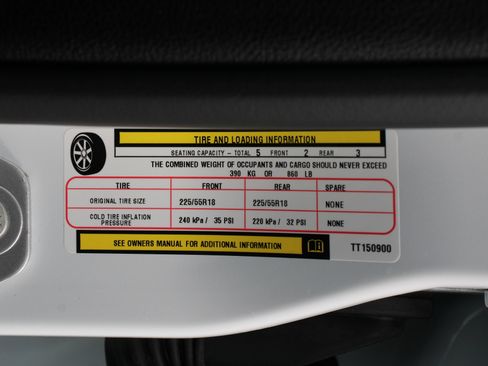 TIRE AND LOADING INFORMATION
SEATING CAPACITY - TOTAL 5 FRONT 2 REAR 3
THE COMBINED WEIGHT OF OCCUPANTS AND CARGO SHOULD NEVER EXCEED
390 KG OR 860 LB
TIRE FRONT REAR SPARE
ORIGINAL TIRE SIZE 225/55R18 225/55R18 NONE
COLD TIRE INFLATION PRESSURE 240 kPa / 35 PSI 220 kPa / 32 PSI NONE
SEE OWNERS MANUAL FOR ADDITIONAL INFORMATION
TT150900